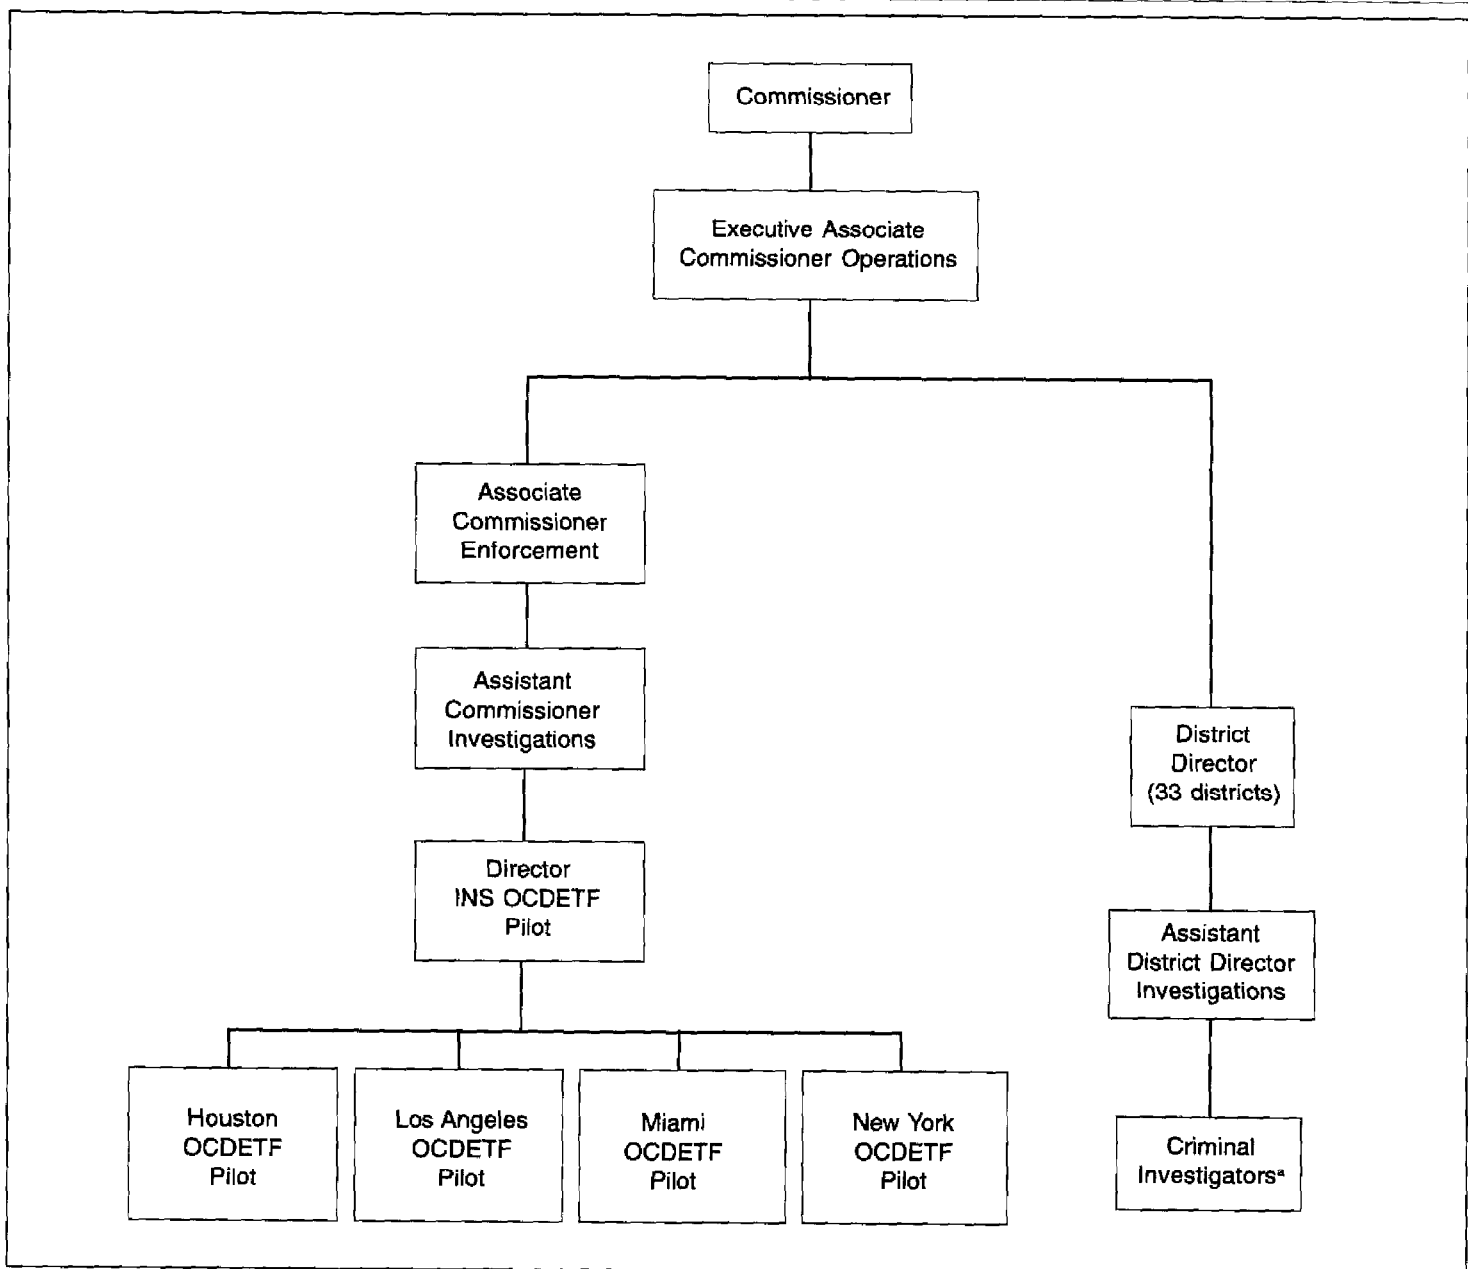 Commissioner
Executive Associate
Commissioner Operations
Associate
Commissioner
Enforcement
Assistant
Commissioner
Investigations
District
Director
(33 districts)
Director
INS OCDETF
Pilot
Assistant
District Director
Investigations
Houston
OCDETF
Pilot
Los Angeles
OCDETF
Pilot
Miami
OCDETF
Pilot
New York
OCDETF
Pilot
Criminal
Investigatorsᵃ